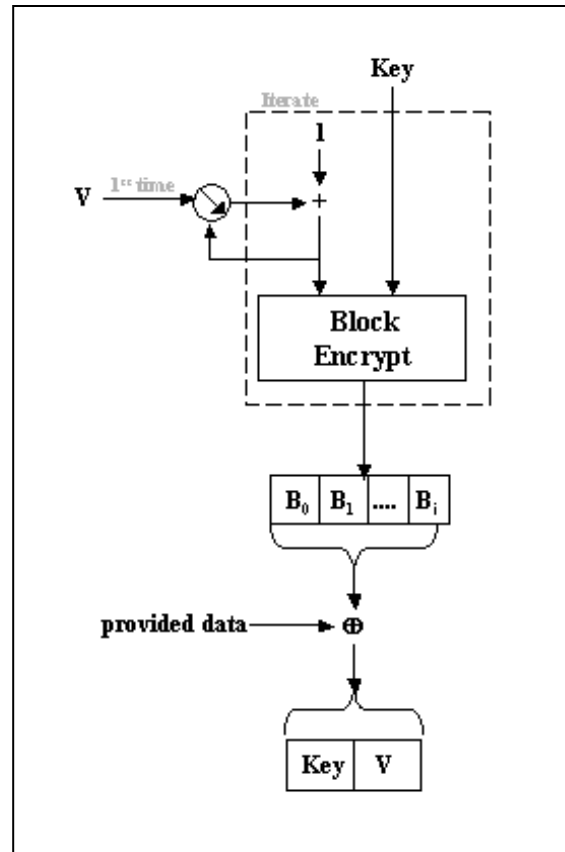 Key
Iterate
1
V
1st time
+
Block
Encrypt
B0 B1 .... Bi
provided data
⊕
Key V